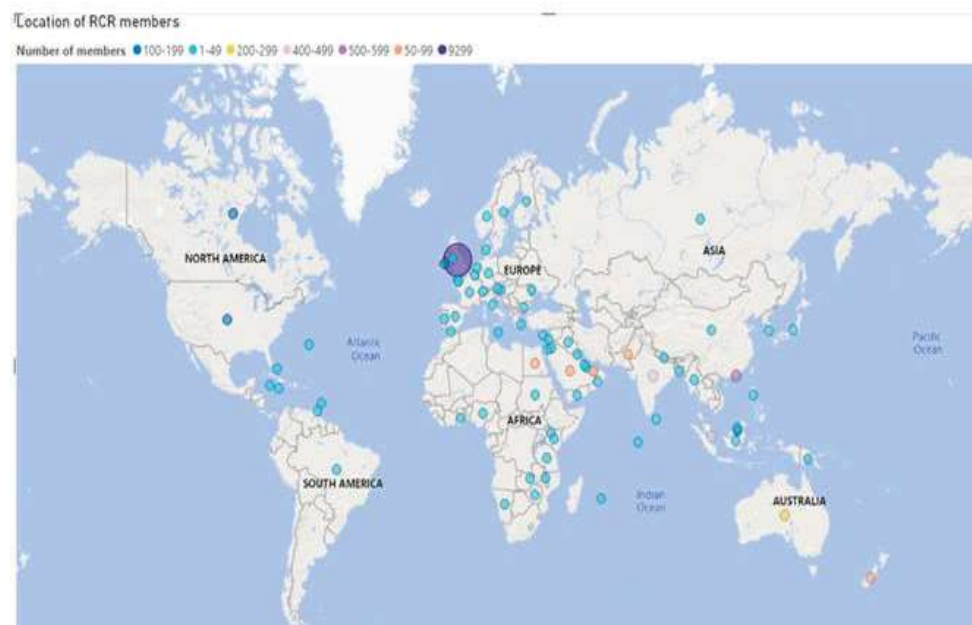 Location of RCR members
Number of members 100-199 1-49 200-299 400-499 500-599 50-99 9299
NORTH AMERICA
EUROPE
ASIA
Atlantic
Ocean
Pacific
Ocean
AFRICA
SOUTH AMERICA
Indian
Ocean
AUSTRALIA